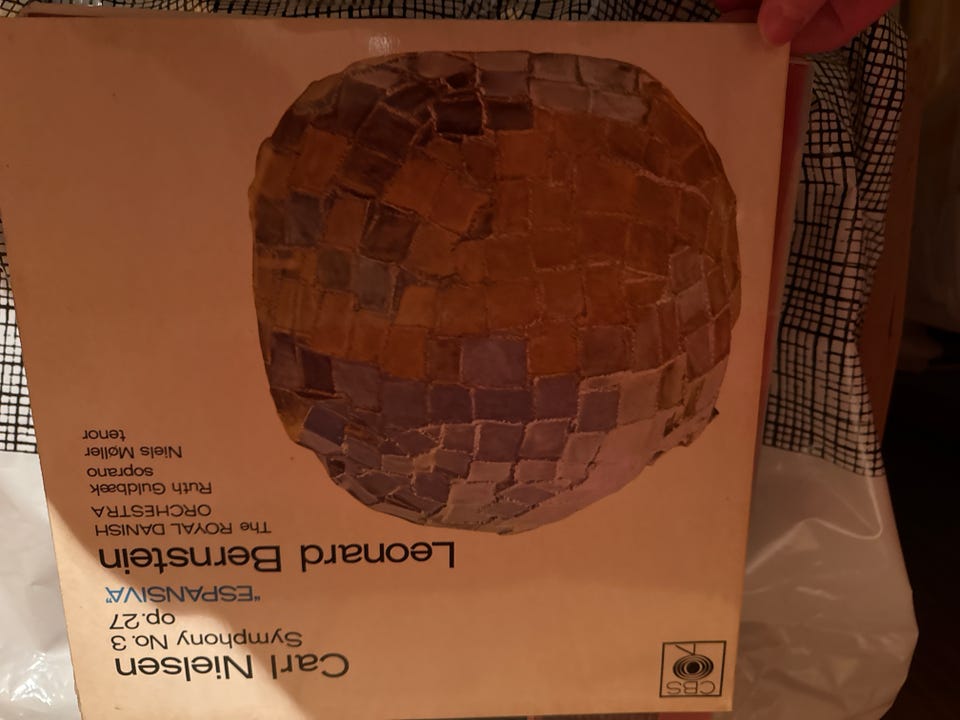 Carl Nielsen
Symphony No.3
op.27
"ESPANSIVA"
Leonard Bernstein
The ROYAL DANISH
ORCHESTRA
Ruth Guldbæk
soprano
Niels Møller
tenor
CBS